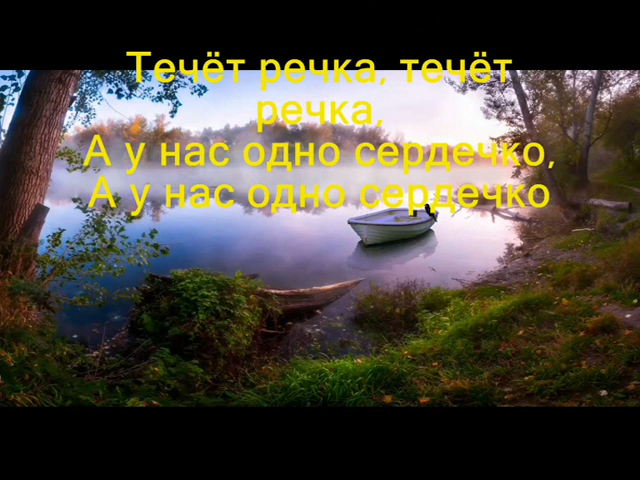 Течёт речка, течёт
речка,
А у нас одно сердечко,
А у нас одно сердечко